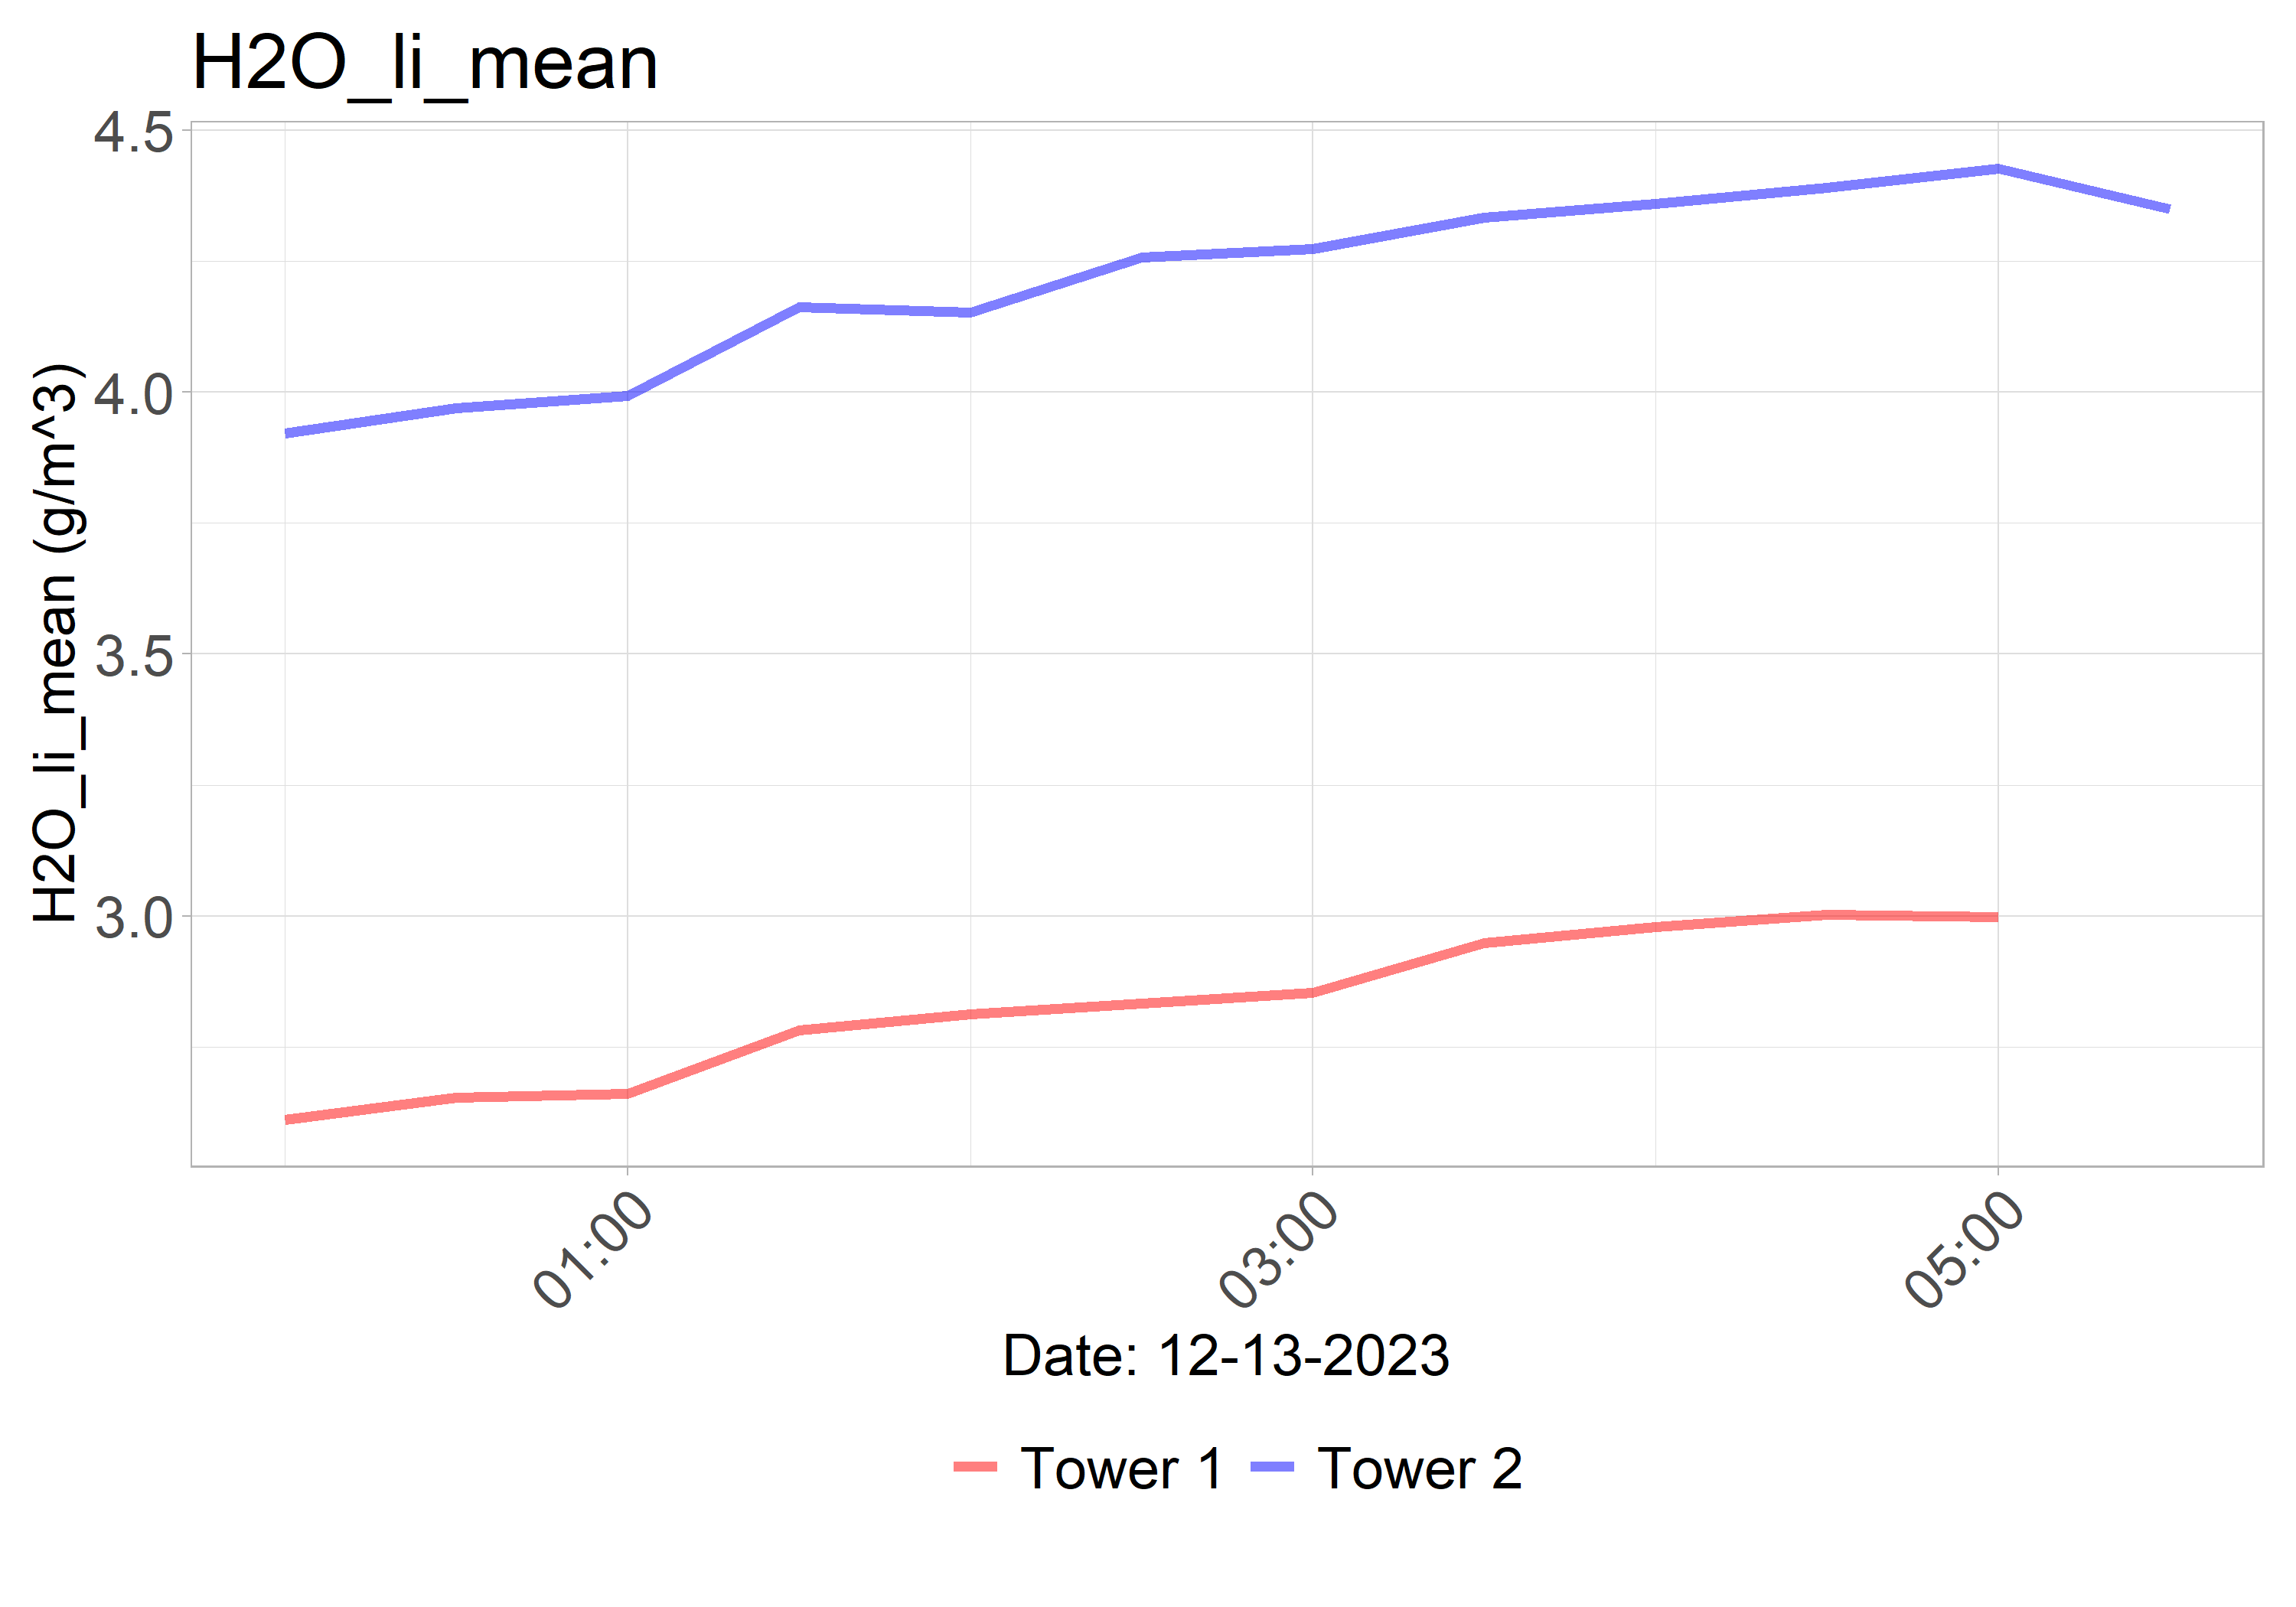 H2O_li_mean
H2O_li_mean (g/m^3)
4.5
4.0
3.5
3.0
01:00
03:00
05:00
Date: 12-13-2023
Tower 1
Tower 2